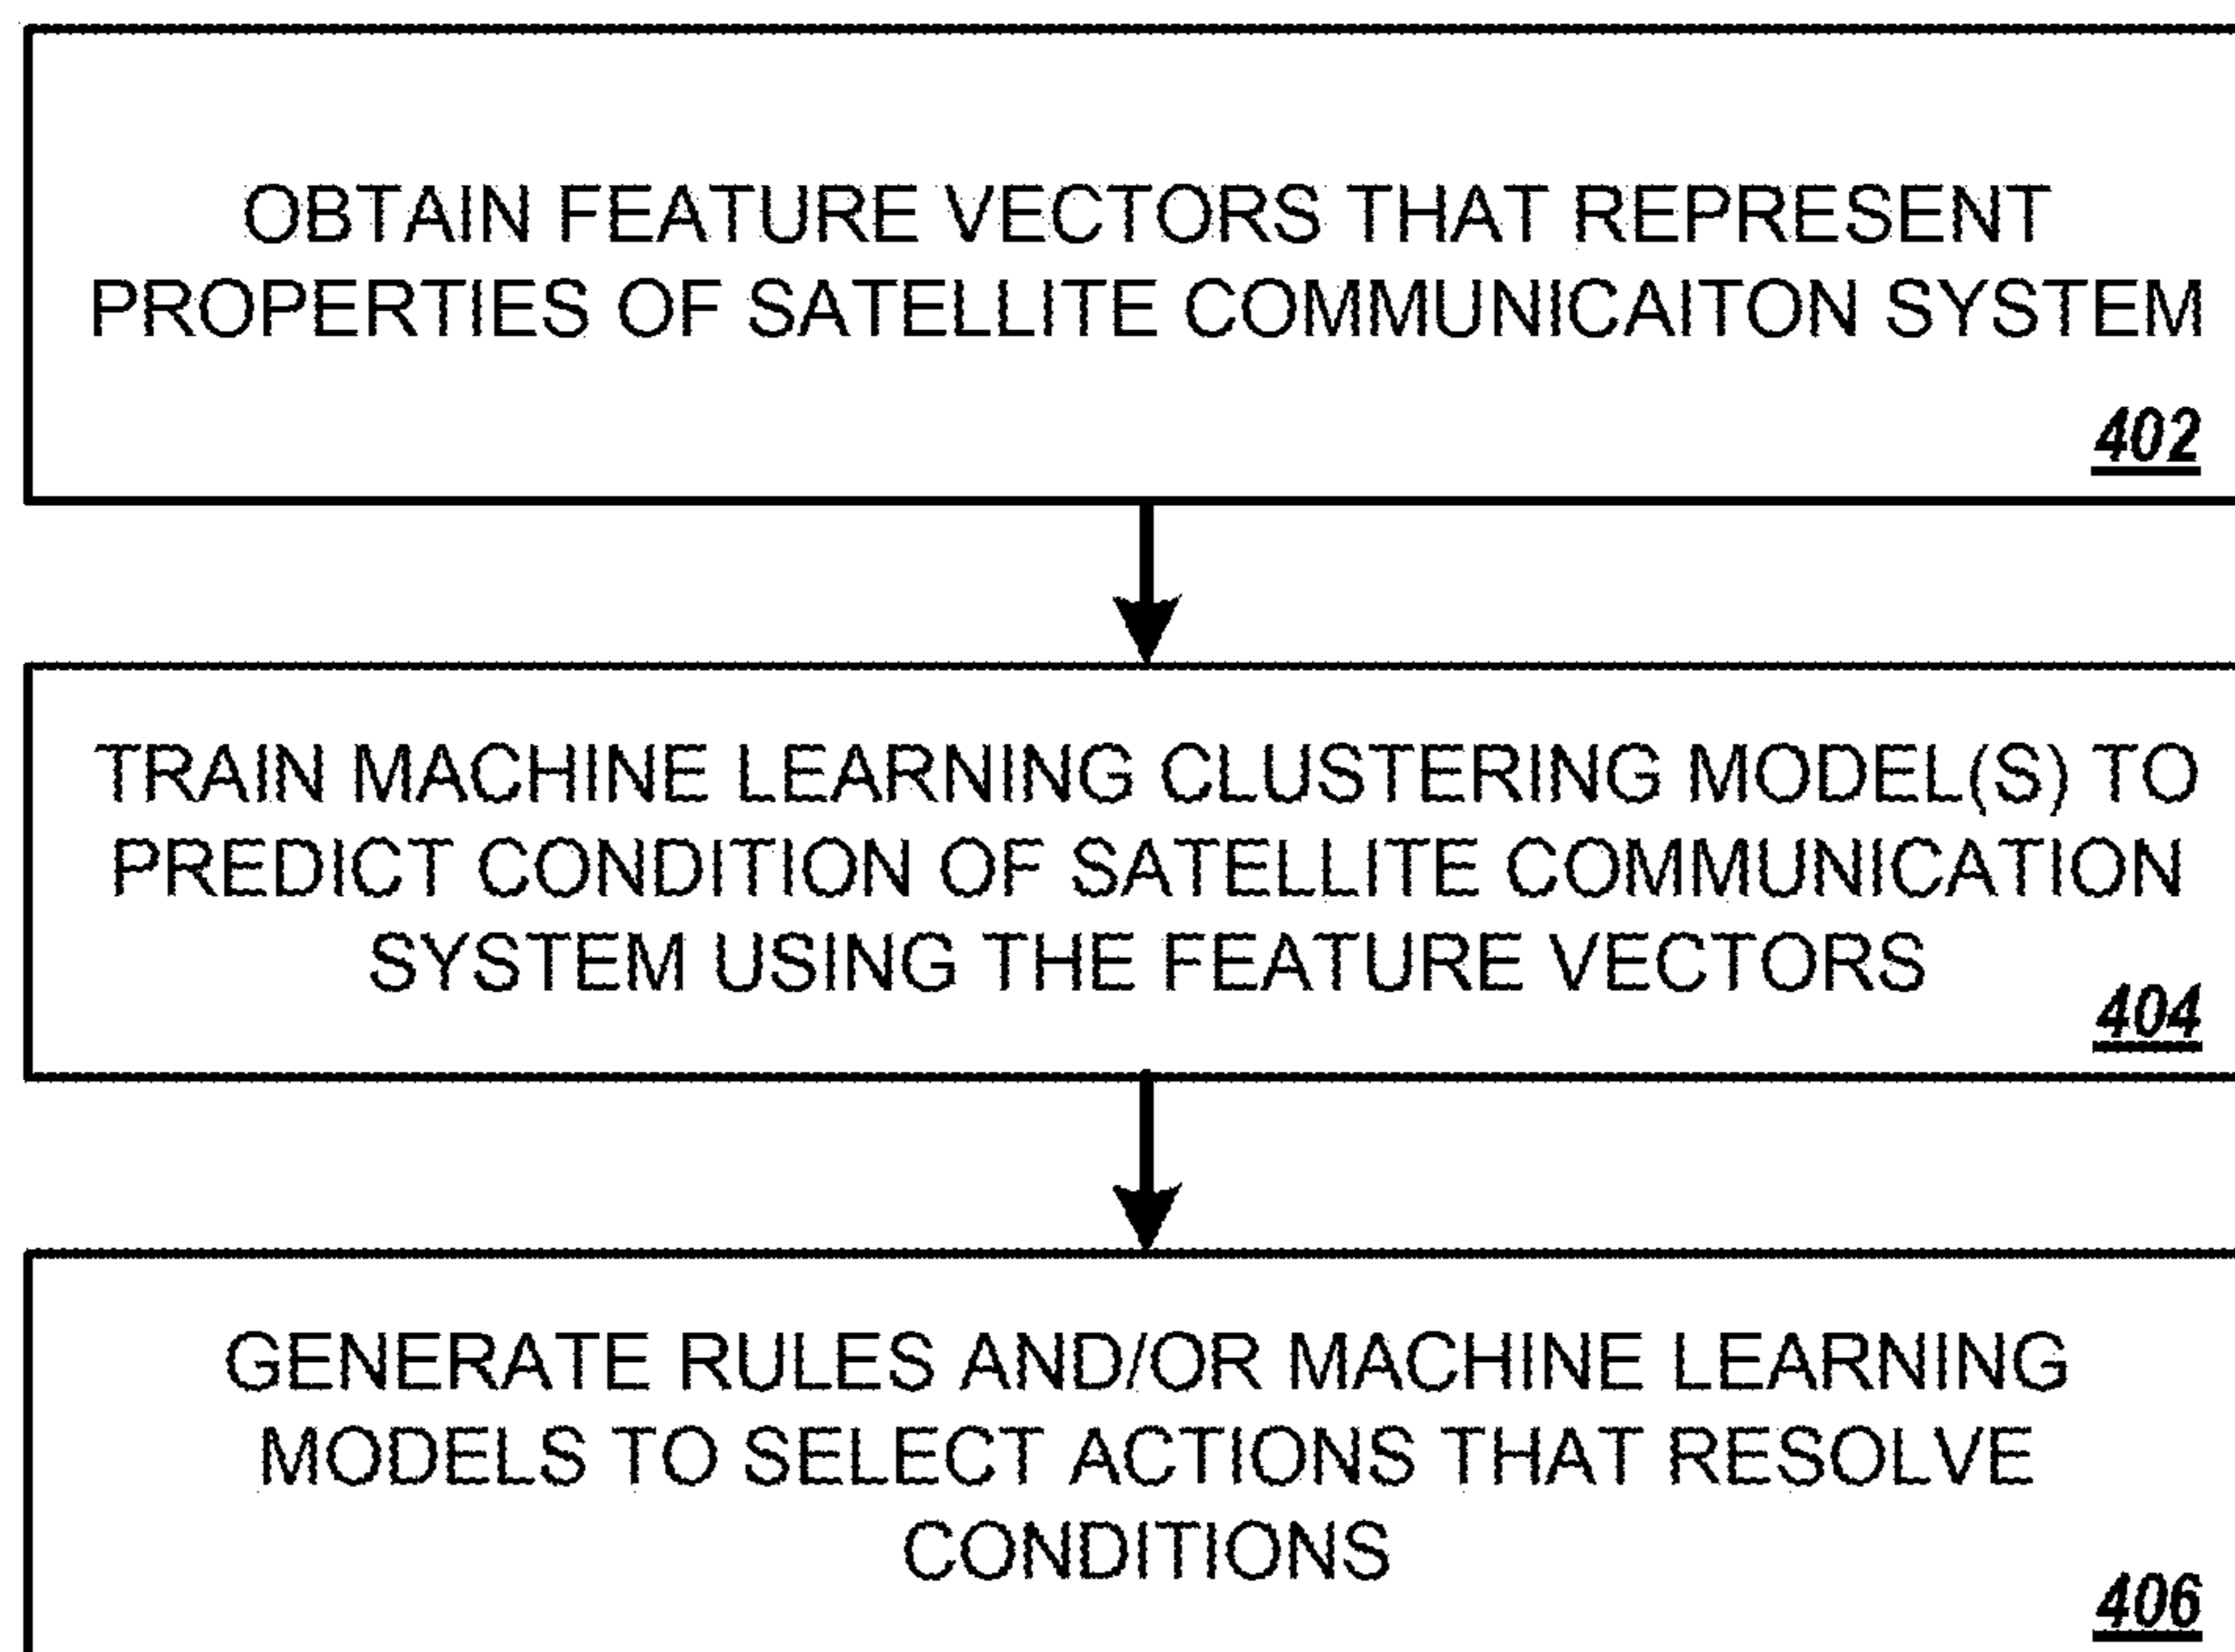 OBTAIN FEATURE VECTORS THAT REPRESENT
PROPERTIES OF SATELLITE COMMUNICAITON SYSTEM
402
TRAIN MACHINE LEARNING CLUSTERING MODEL(S) TO
PREDICT CONDITION OF SATELLITE COMMUNICATION
SYSTEM USING THE FEATURE VECTORS
404
GENERATE RULES AND/OR MACHINE LEARNING
MODELS TO SELECT ACTIONS THAT RESOLVE
CONDITIONS
406